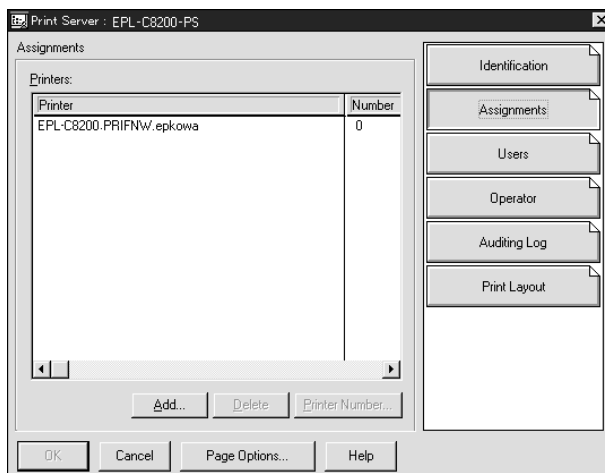 Print Server : EPL-C8200-PS
Assignments
Printers:
Printer Number
EPL-C8200.PRIFNW.epkowa 0
Add... Delete Printer Number...
OK Cancel Page Options... Help
Identification
Assignments
Users
Operator
Auditing Log
Print Layout